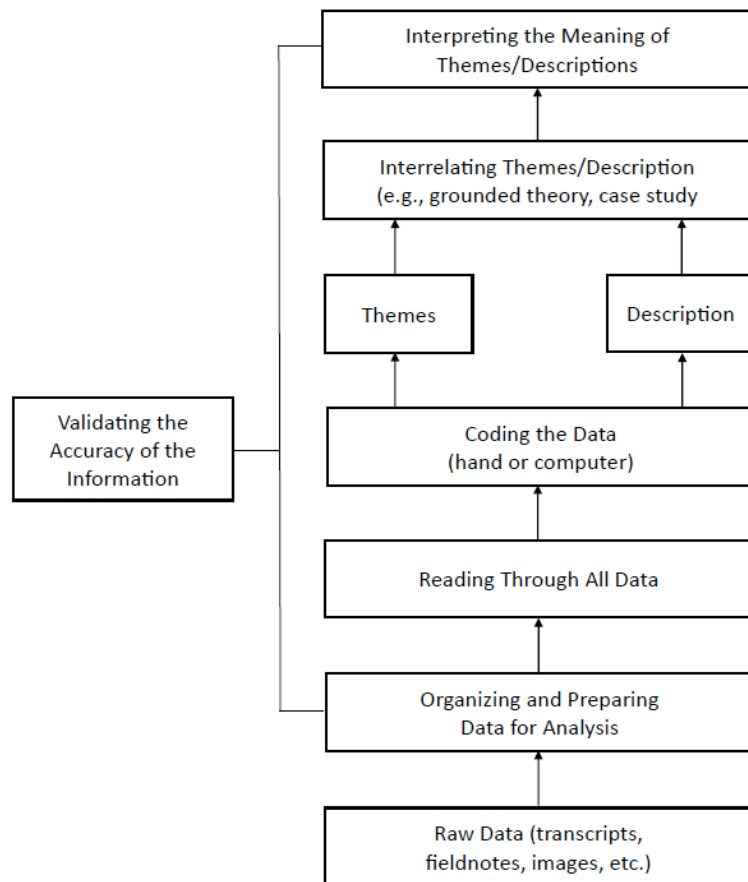 Interpreting the Meaning of
Themes/Descriptions
Interrelating Themes/Description
(e.g., grounded theory, case study
Themes
Description
Validating the
Accuracy of the
Information
Coding the Data
(hand or computer)
Reading Through All Data
Organizing and Preparing
Data for Analysis
Raw Data (transcripts,
fieldnotes, images, etc.)